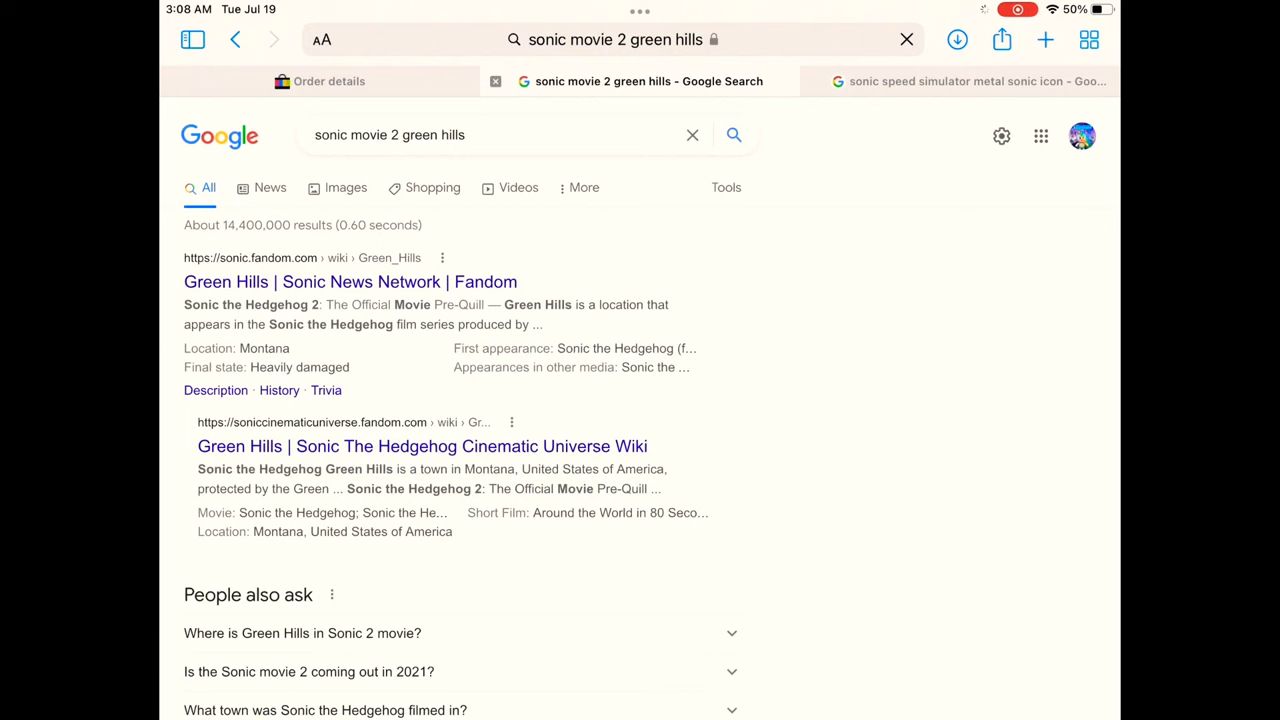 3:08 AM Tue Jul 19
50%
AA
sonic movie 2 green hills
Order details
sonic movie 2 green hills - Google Search
sonic speed simulator metal sonic icon - Goo...
Google
sonic movie 2 green hills
All
News
Images
Shopping
Videos
More
Tools
About 14,400,000 results (0.60 seconds)
https://sonic.fandom.com › wiki › Green_Hills
Green Hills | Sonic News Network | Fandom
Sonic the Hedgehog 2: The Official Movie Pre-Quill — Green Hills is a location that
appears in the Sonic the Hedgehog film series produced by ...
Location: Montana
First appearance: Sonic the Hedgehog (f...
Final state: Heavily damaged
Appearances in other media: Sonic the ...
Description · History · Trivia
https://soniccinematicuniverse.fandom.com › wiki › Gr...
Green Hills | Sonic The Hedgehog Cinematic Universe Wiki
Sonic the Hedgehog Green Hills is a town in Montana, United States of America,
protected by the Green ... Sonic the Hedgehog 2: The Official Movie Pre-Quill ...
Movie: Sonic the Hedgehog; Sonic the He...
Short Film: Around the World in 80 Seco...
Location: Montana, United States of America
People also ask
Where is Green Hills in Sonic 2 movie?
Is the Sonic movie 2 coming out in 2021?
What town was Sonic the Hedgehog filmed in?